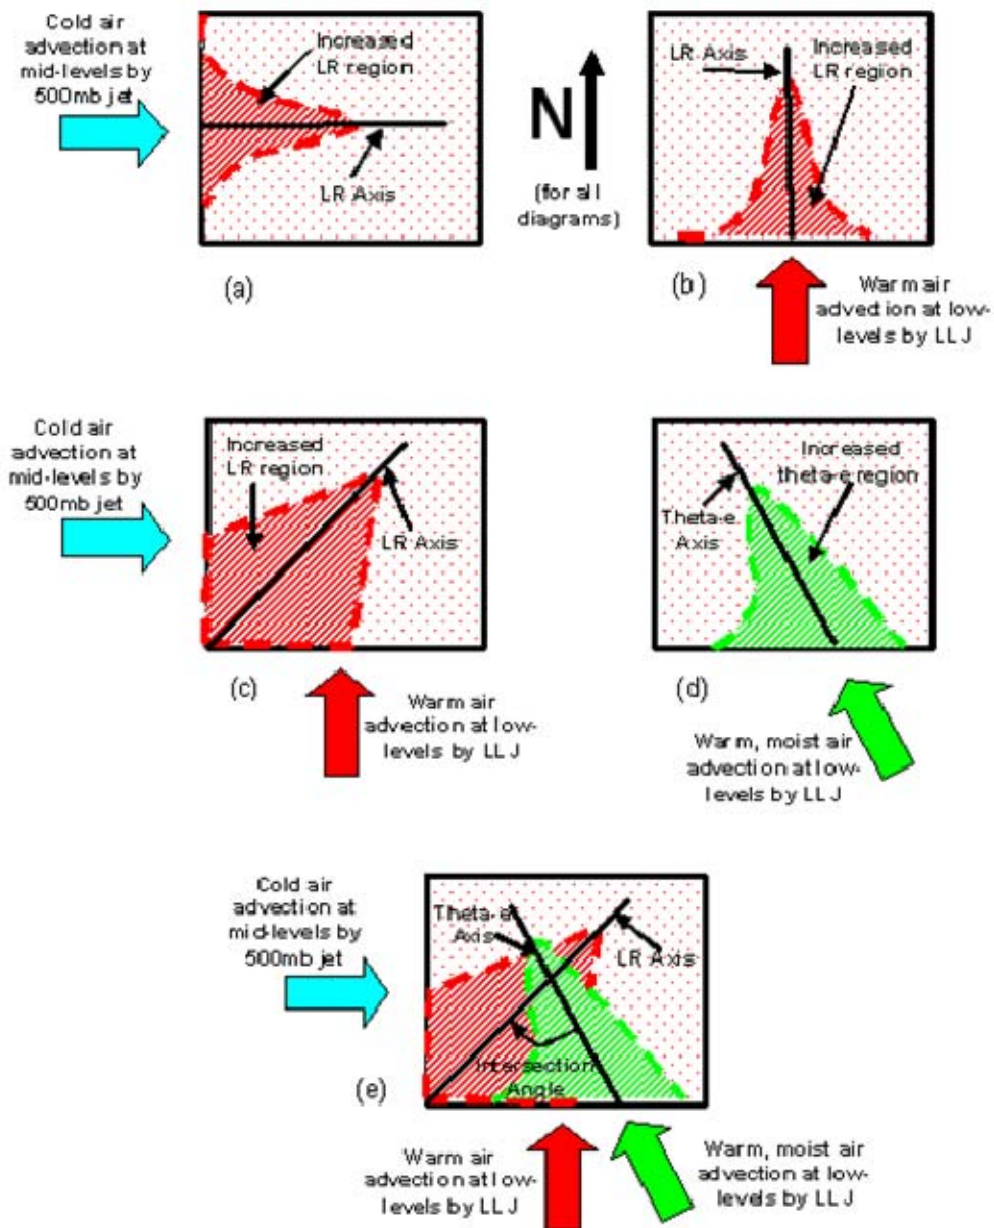 Cold air
advection at
mid-levels by
500mb jet
Increased
LR region
LR Axis
(a)
N
(for all
diagrams)
LR Axis
Increased
LR region
(b)
Warm air
advection at low-
levels by LLJ
Cold air
advection at
mid-levels by
500mb jet
Increased
LR region
LR Axis
(c)
Warm air
advection at low-
levels by LLJ
Increased
theta-e region
Theta-e
Axis
(d)
Warm, moist air
advection at low-
levels by LLJ
Cold air
advection at
mid-levels by
500mb jet
Theta-e
Axis
LR Axis
Intersection
Angle
(e)
Warm air
advection at low-
levels by LLJ
Warm, moist air
advection at low-
levels by LLJ